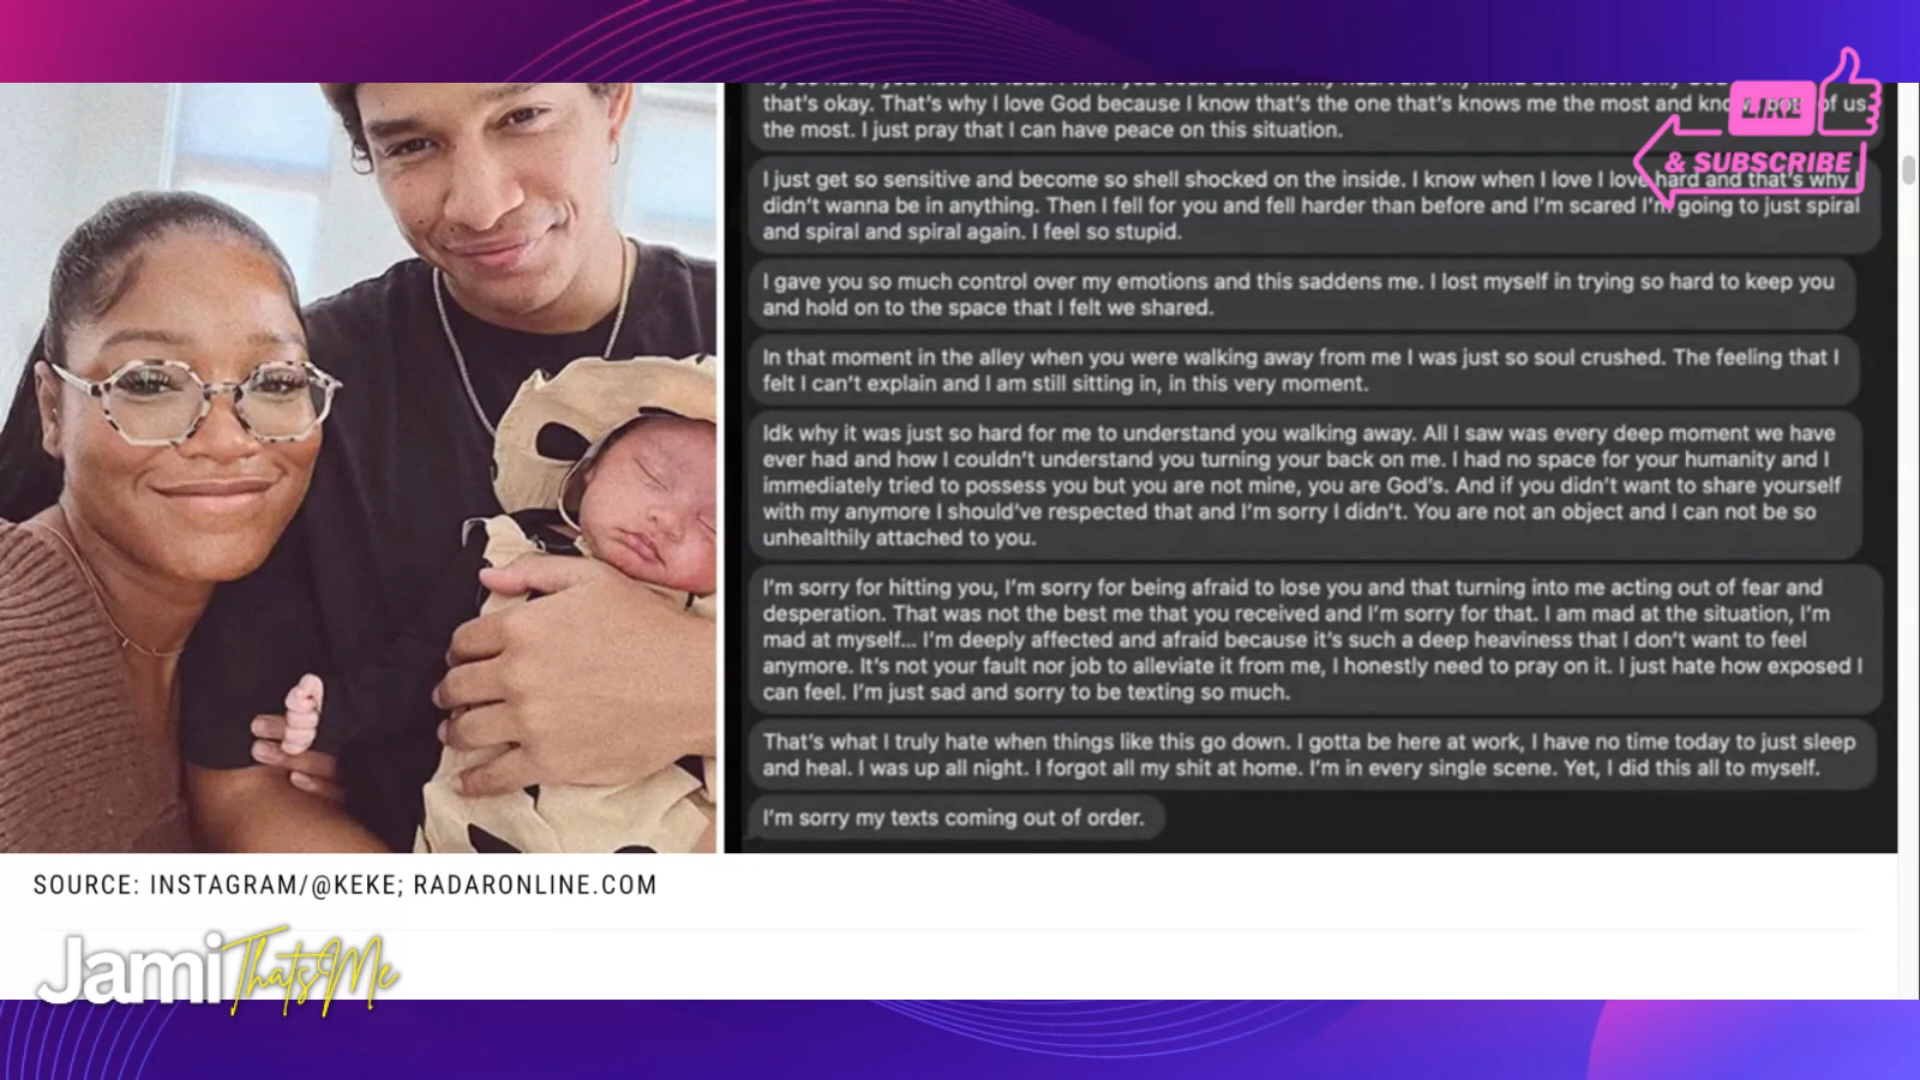 that's okay. That's why I love God because I know that's the one that's knows me the most and of us
the most. I just pray that I can have peace on this situation.
I just get so sensitive and become so shell shocked on the inside. I know when I love I love hard and that's why I
didn't wanna be in anything. Then I fell for you and fell harder than before and I'm scared I'm going to just spiral
and spiral and spiral again. I feel so stupid.
I gave you so much control over my emotions and this saddens me. I lost myself in trying so hard to keep you
and hold on to the space that I felt we shared.
In that moment in the alley when you were walking away from me I was just so soul crushed. The feeling that I
felt I can't explain and I am still sitting in, in this very moment.
Idk why it was just so hard for me to understand you walking away. All I saw was every deep moment we have
ever had and how I couldn't understand you turning your back on me. I had no space for your humanity and I
immediately tried to possess you but you are not mine, you are God's. And if you didn't want to share yourself
with my anymore I should've respected that and I'm sorry I didn't. You are not an object and I can not be so
unhealthily attached to you.
I'm sorry for hitting you, I'm sorry for being afraid to lose you and that turning into me acting out of fear and
desperation. That was not the best me that you received and I'm sorry for that. I am mad at the situation, I'm
mad at myself... I'm deeply affected and afraid because it's such a deep heaviness that I don't want to feel
anymore. It's not your fault nor job to alleviate it from me, I honestly need to pray on it. I just hate how exposed I
can feel. I'm just sad and sorry to be texting so much.
That's what I truly hate when things like this go down. I gotta be here at work, I have no time today to just sleep
and heal. I was up all night. I forgot all my shit at home. I'm in every single scene. Yet, I did this all to myself.
I'm sorry my texts coming out of order.
LIKE
& SUBSCRIBE
SOURCE: INSTAGRAM/@KEKE; RADARONLINE.COM
Jami ThatsMe